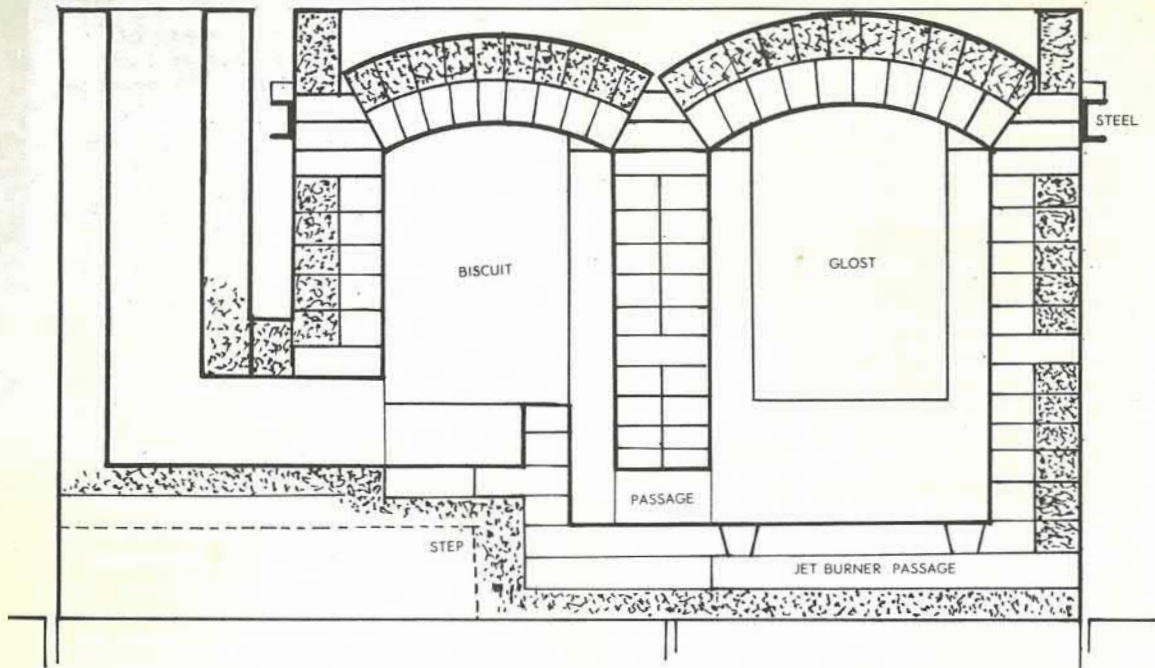 STEEL
BISCUIT
GLOST
PASSAGE
STEP
JET BURNER PASSAGE